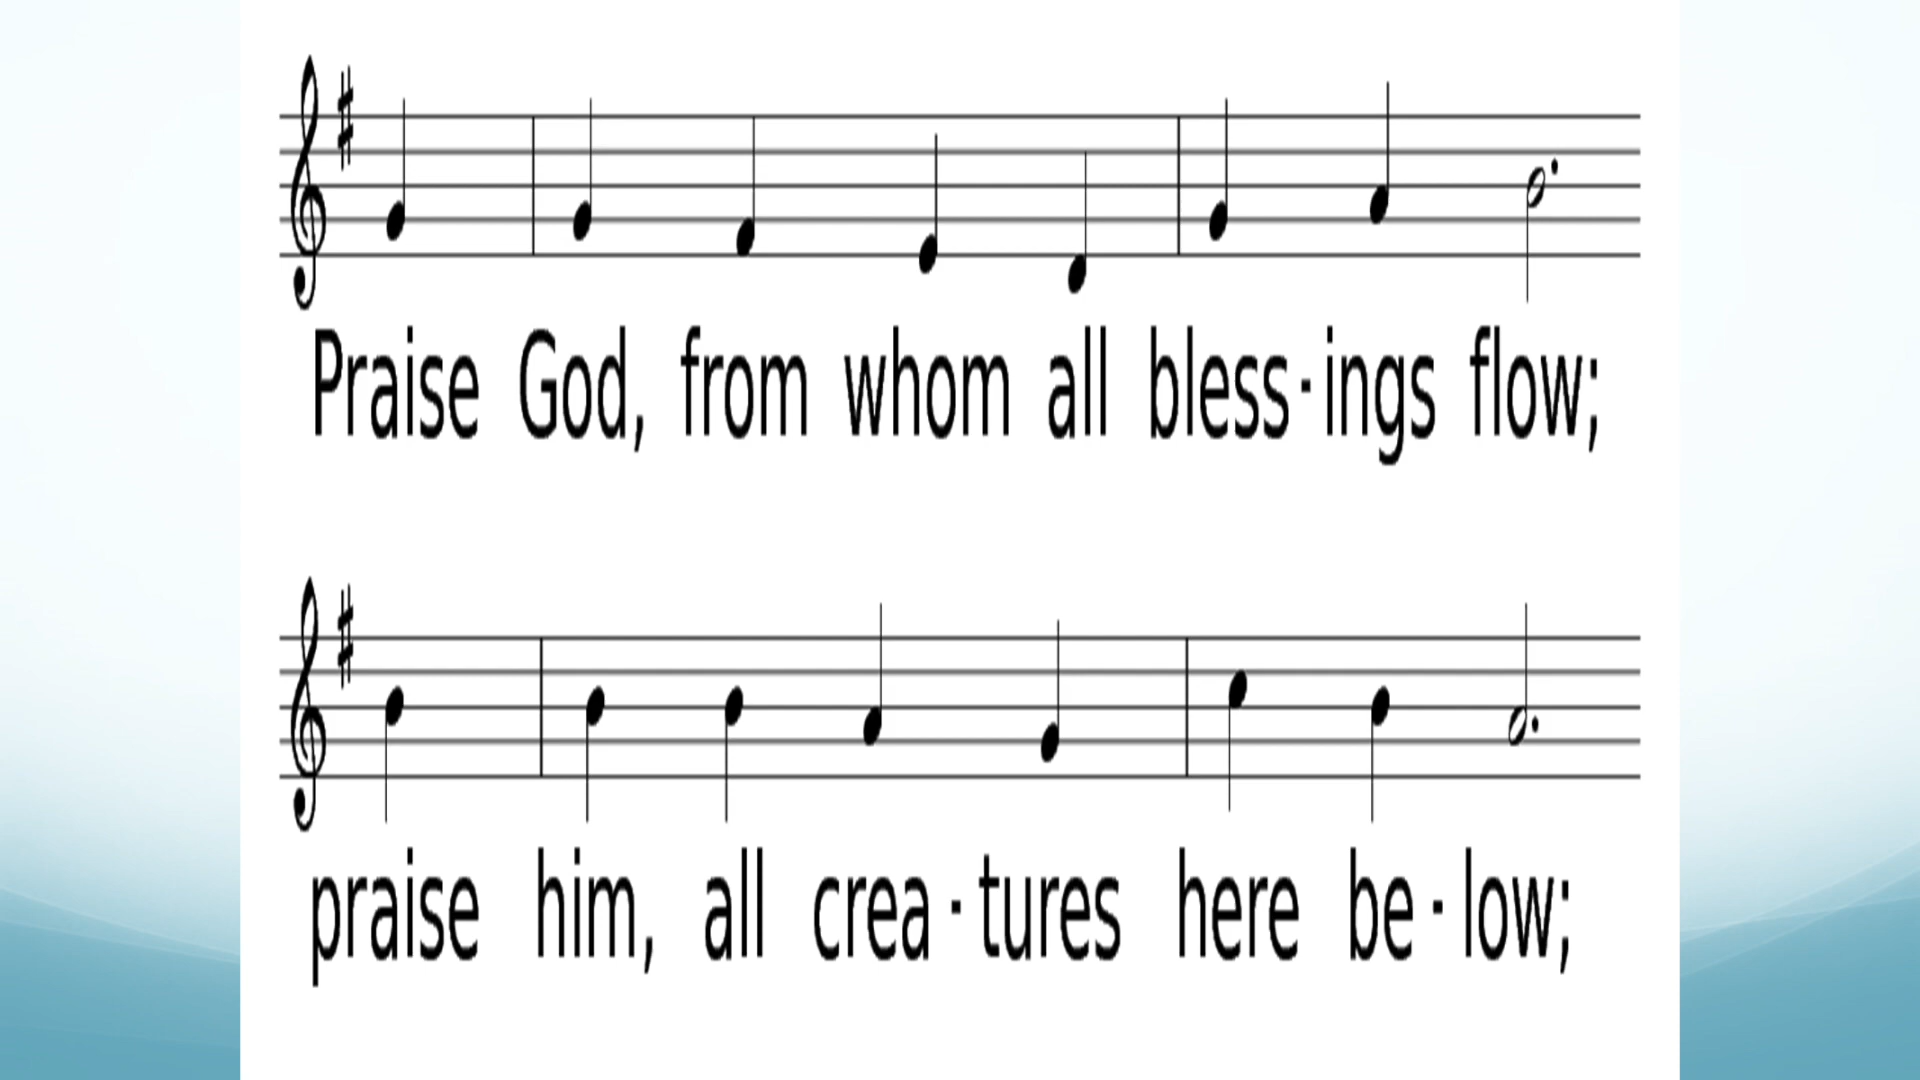 Praise God, from whom all bless·ings flow;
praise him, all crea·tures here be·low;